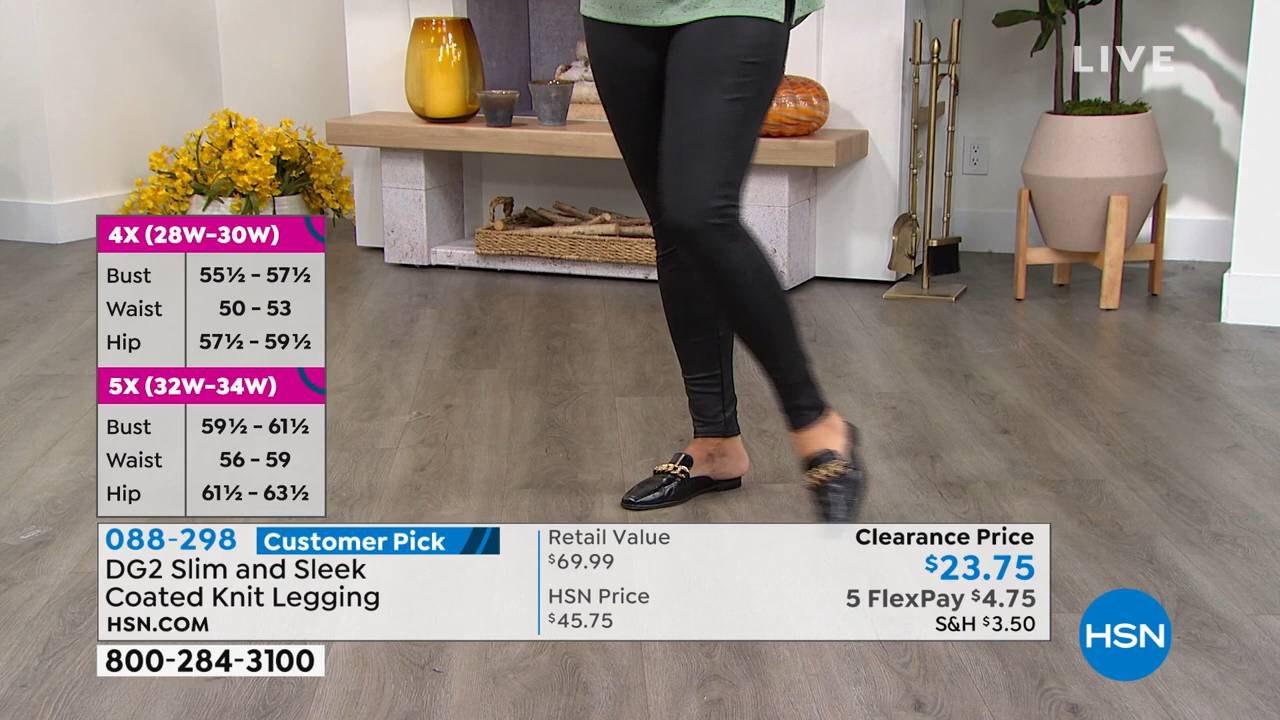 LIVE
4X (28W-30W)
Bust 55½ - 57½
Waist 50 - 53
Hip 57½ - 59½
5X (32W-34W)
Bust 59½ - 61½
Waist 56 - 59
Hip 61½ - 63½
088-298 Customer Pick
DG2 Slim and Sleek
Coated Knit Legging
HSN.COM
800-284-3100
Retail Value
$69.99
HSN Price
$45.75
Clearance Price
$23.75
5 FlexPay $4.75
S&H $3.50
HSN